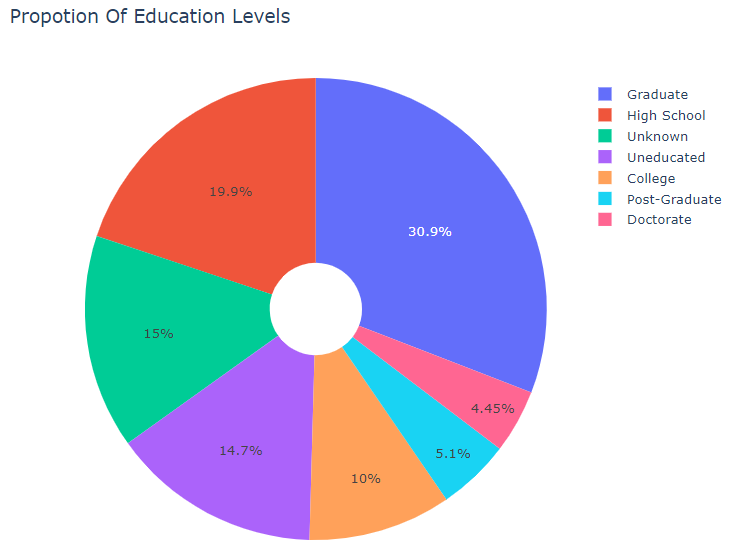 Propotion Of Education Levels
Graduate
High School
Unknown
Uneducated
College
Post-Graduate
Doctorate
19.9%
30.9%
15%
4.45%
14.7%
5.1%
10%